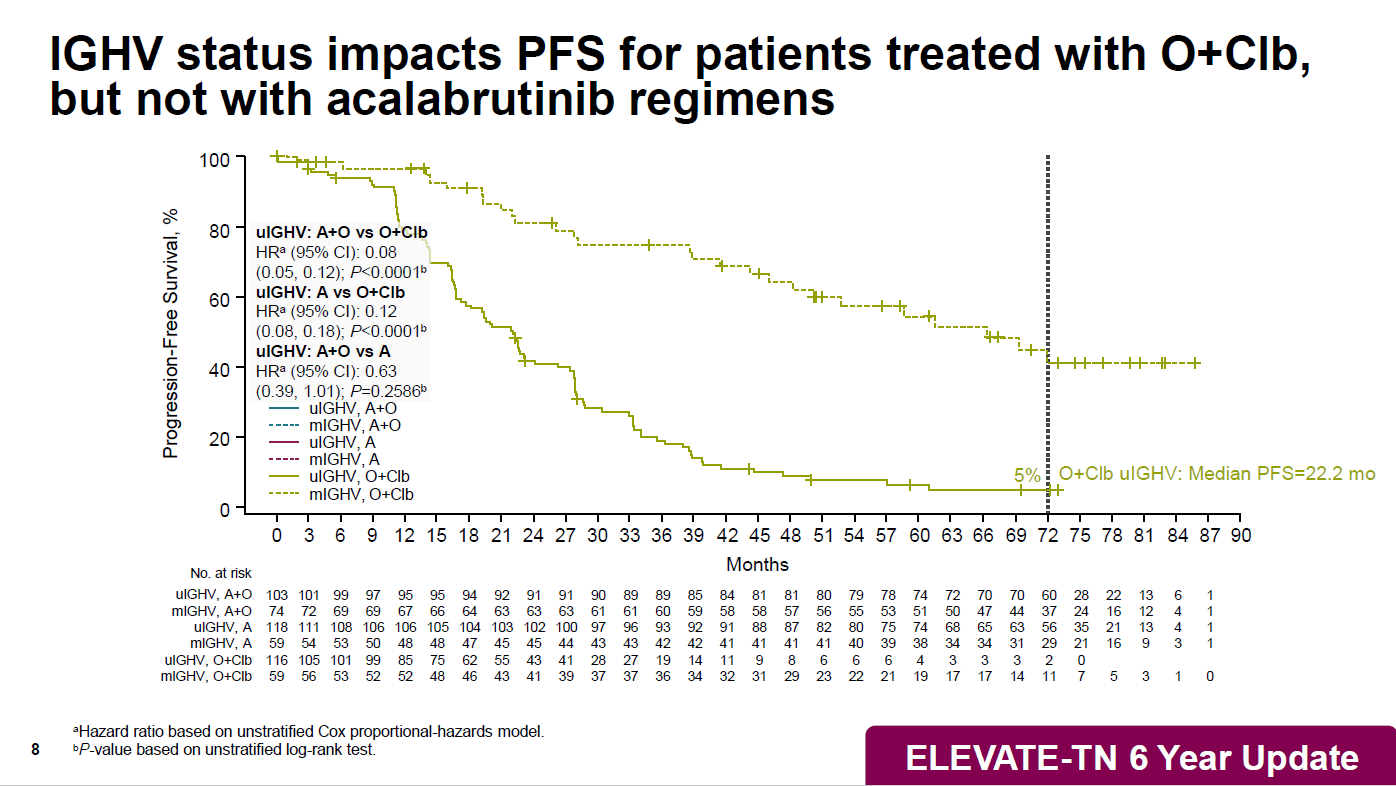 IGHV status impacts PFS for patients treated with O+Clb,
but not with acalabrutinib regimens
Progression-Free Survival, %
100
80
60
40
20
0
uIGHV: A+O vs O+Clb
HRᵃ (95% CI): 0.08
(0.05, 0.12); P<0.0001ᵇ
uIGHV: A vs O+Clb
HRᵃ (95% CI): 0.12
(0.08, 0.18); P<0.0001ᵇ
uIGHV: A+O vs A
HRᵃ (95% CI): 0.63
(0.39, 1.01); P=0.2586ᵇ
uIGHV, A+O
mIGHV, A+O
uIGHV, A
mIGHV, A
uIGHV, O+Clb
mIGHV, O+Clb
5% O+Clb uIGHV: Median PFS=22.2 mo
0 3 6 9 12 15 18 21 24 27 30 33 36 39 42 45 48 51 54 57 60 63 66 69 72 75 78 81 84 87 90
Months
No. at risk
uIGHV, A+O 103 101 99 97 95 95 94 92 91 91 90 89 89 85 84 81 81 80 79 78 74 72 70 70 60 28 22 13 6 1
mIGHV, A+O 74 72 69 69 67 66 64 63 63 63 61 61 60 59 58 58 57 56 55 53 51 50 47 44 37 24 16 12 4 1
uIGHV, A 118 111 108 106 106 105 104 103 102 100 97 96 93 92 91 88 87 82 80 75 74 68 65 63 56 35 21 13 4 1
mIGHV, A 59 54 53 50 48 48 47 45 45 44 43 43 42 42 41 41 41 41 40 39 38 34 34 31 29 21 16 9 3 1
uIGHV, O+Clb 116 105 101 99 85 75 62 55 43 41 28 27 19 14 11 9 8 6 6 6 4 3 3 3 2 0
mIGHV, O+Clb 59 56 53 52 52 48 46 43 41 39 37 37 36 34 32 31 29 23 22 21 19 17 17 14 11 7 5 3 1 0
ᵃHazard ratio based on unstratified Cox proportional-hazards model.
ᵇP-value based on unstratified log-rank test.
8
ELEVATE-TN 6 Year Update